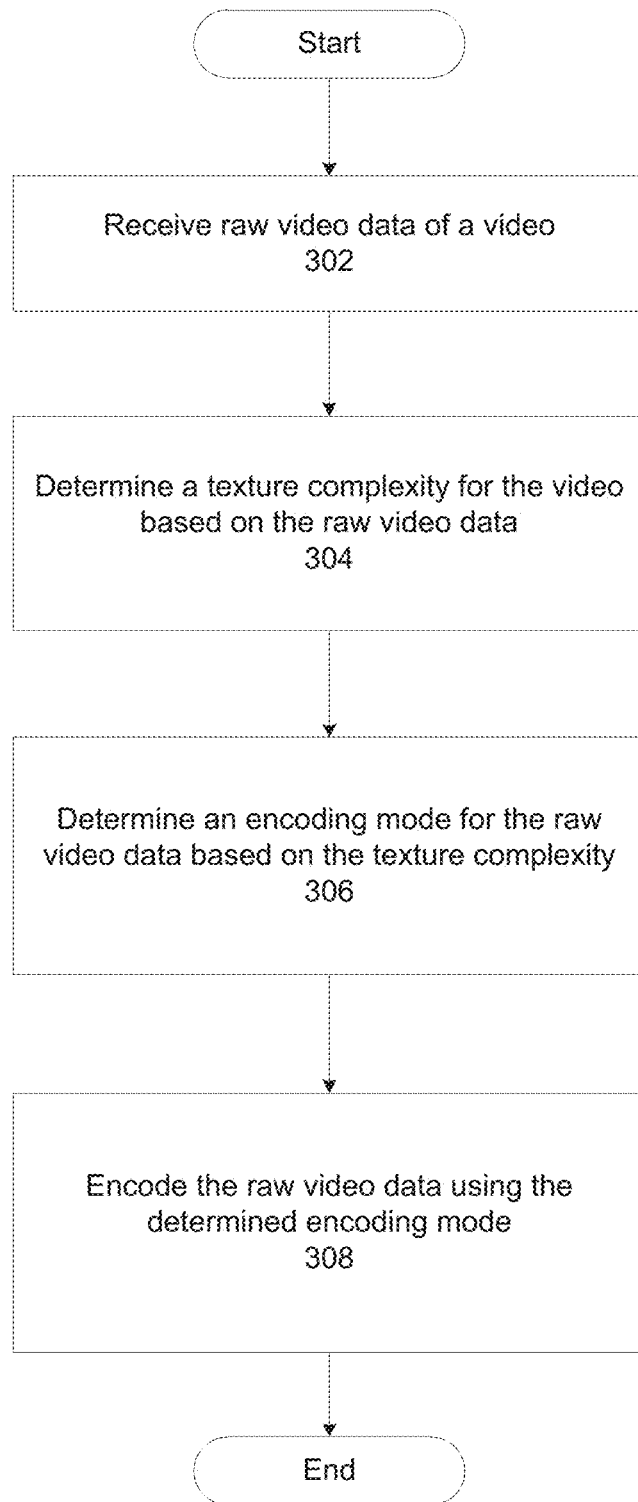 Start
Receive raw video data of a video
302
Determine a texture complexity for the video
based on the raw video data
304
Determine an encoding mode for the raw
video data based on the texture complexity
306
Encode the raw video data using the
determined encoding mode
308
End